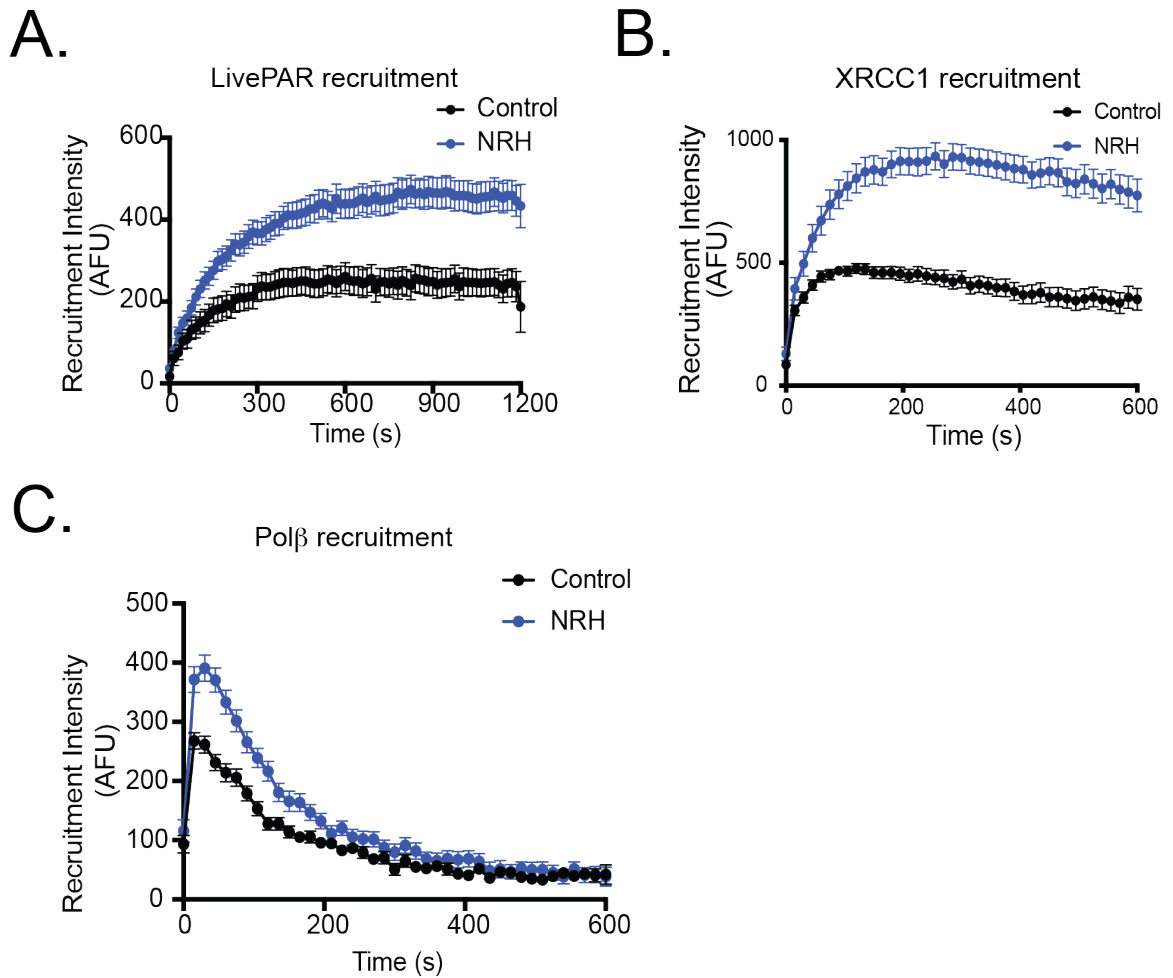 A.
LivePAR recruitment
Control
NRH
Recruitment Intensity
(AFU)
600
400
200
0
0 300 600 900 1200
Time (s)
B.
XRCC1 recruitment
Control
NRH
Recruitment Intensity
(AFU)
1000
500
0
0 200 400 600
Time (s)
C.
Polβ recruitment
Control
NRH
Recruitment Intensity
(AFU)
500
400
300
200
100
0
0 200 400 600
Time (s)